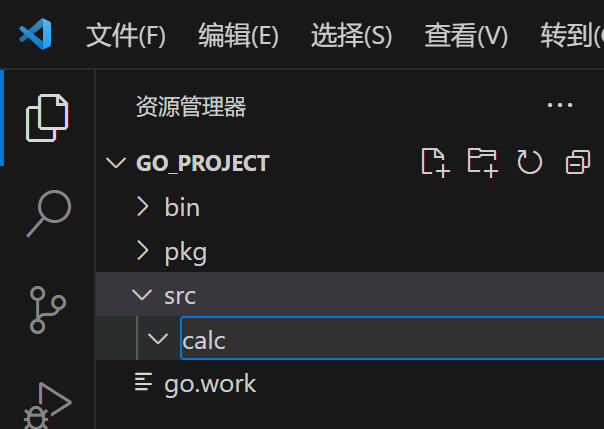 文件(F) 编辑(E) 选择(S) 查看(V) 转到(G
资源管理器
GO_PROJECT
bin
pkg
src
calc
go.work